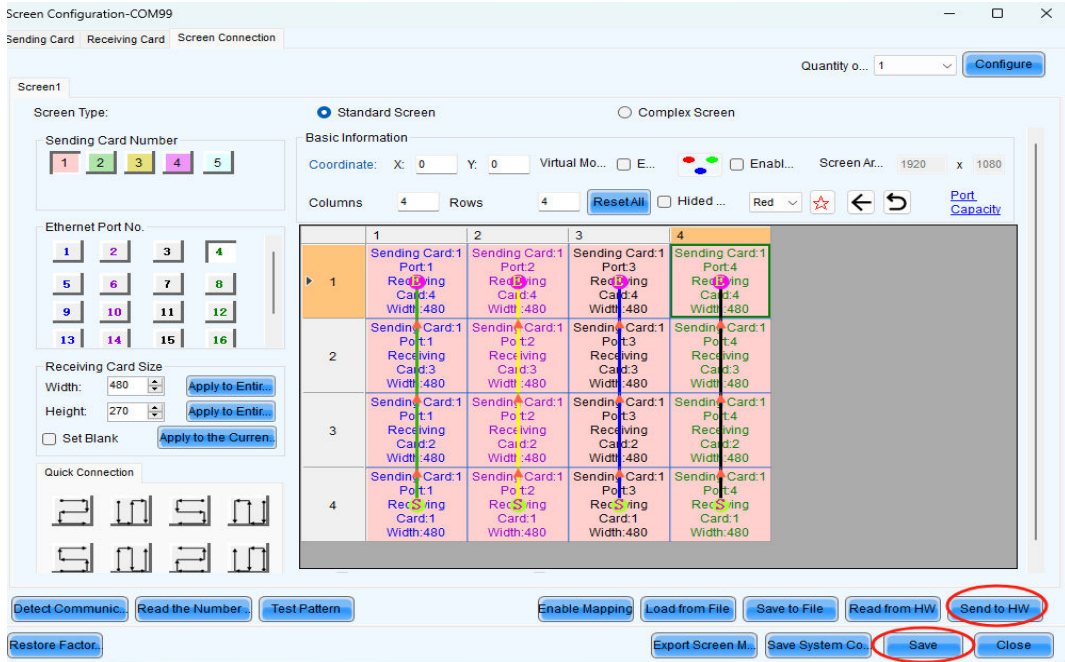 Screen Configuration-COM99
Sending Card Receiving Card Screen Connection
Quantity o... 1 Configure
Screen1
Screen Type: Standard Screen Complex Screen
Sending Card Number
1 2 3 4 5
Basic Information
Coordinate: X: 0 Y: 0 Virtual Mo... E... Enabl... Screen Ar... 1920 x 1080
Columns 4 Rows 4 Reset All Hided ... Red Port
Capacity
Ethernet Port No.
1 2 3 4
5 6 7 8
9 10 11 12
13 14 15 16
Receiving Card Size
Width: 480 Apply to Entir...
Height: 270 Apply to Entir...
Set Blank Apply to the Curren...
Quick Connection
1 2 3 4
1
Sending Card:1 Sending Card:1 Sending Card:1 Sending Card:1
Port:1 Port:2 Port:3 Port:4
Receiving Receiving Receiving Receiving
Card:4 Card:4 Card:4 Card:4
Width:480 Width:480 Width:480 Width:480
2
Sending Card:1 Sending Card:1 Sending Card:1 Sending Card:1
Port:1 Port:2 Port:3 Port:4
Receiving Receiving Receiving Receiving
Card:3 Card:3 Card:3 Card:3
Width:480 Width:480 Width:480 Width:480
3
Sending Card:1 Sending Card:1 Sending Card:1 Sending Card:1
Port:1 Port:2 Port:3 Port:4
Receiving Receiving Receiving Receiving
Card:2 Card:2 Card:2 Card:2
Width:480 Width:480 Width:480 Width:480
4
Sending Card:1 Sending Card:1 Sending Card:1 Sending Card:1
Port:1 Port:2 Port:3 Port:4
Receiving Receiving Receiving Receiving
Card:1 Card:1 Card:1 Card:1
Width:480 Width:480 Width:480 Width:480
Detect Communic... Read the Number ... Test Pattern Enable Mapping Load from File Save to File Read from HW Send to HW
Restore Factor... Export Screen M... Save System Co... Save Close